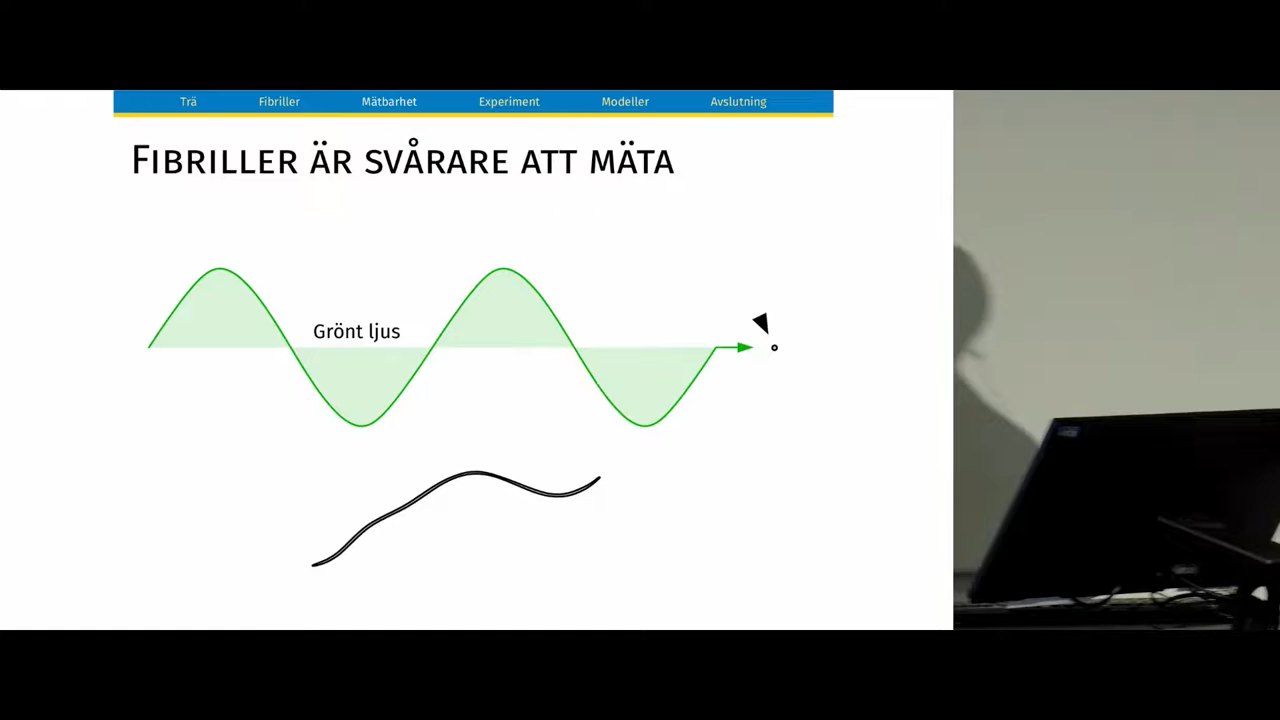 Trä Fibriller Mätbarhet Experiment Modeller Avslutning
Fibriller är svårare att mäta
Grönt ljus